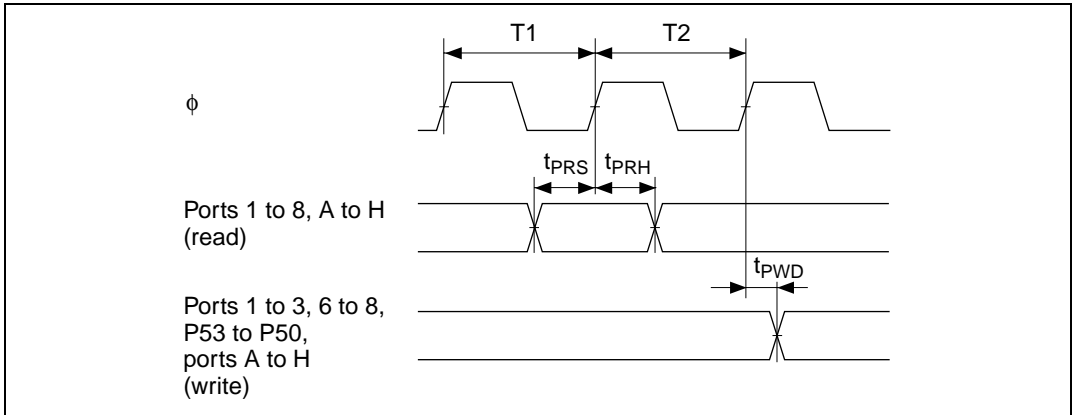 T1 T2
ϕ
tPRS tPRH
Ports 1 to 8, A to H
(read)
tPWD
Ports 1 to 3, 6 to 8,
P53 to P50,
ports A to H
(write)